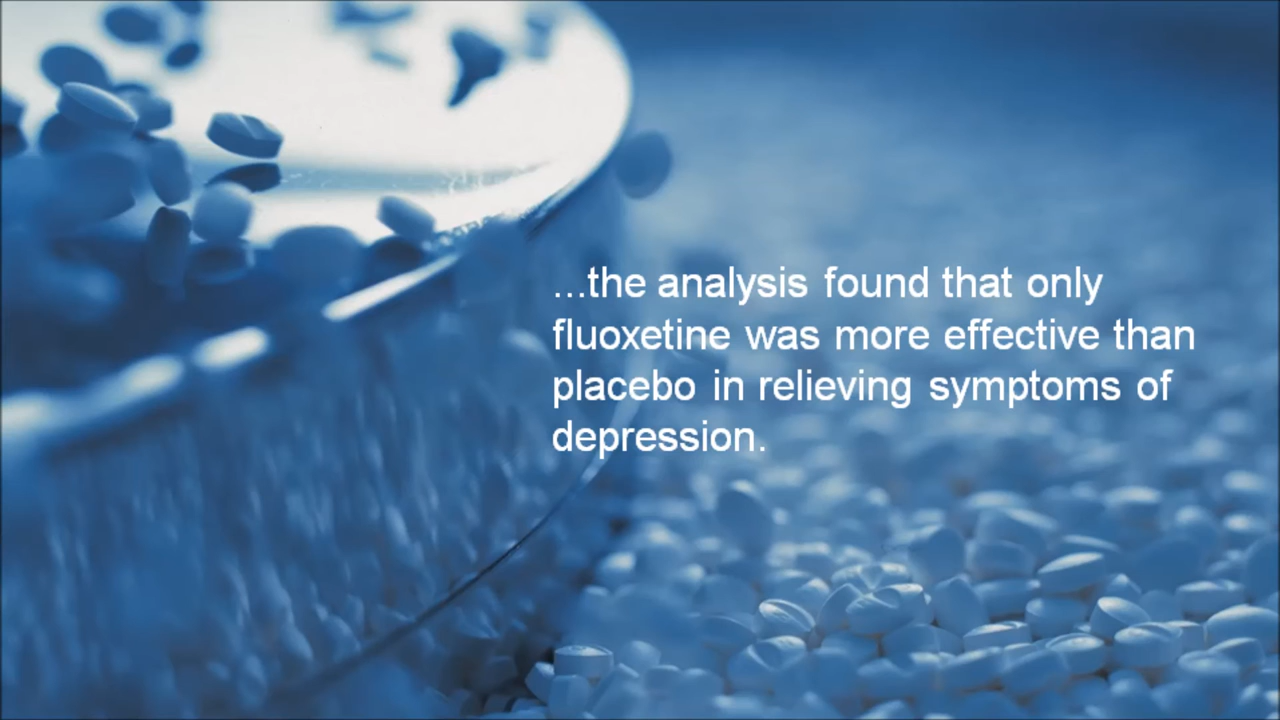 ...the analysis found that only
fluoxetine was more effective than
placebo in relieving symptoms of
depression.